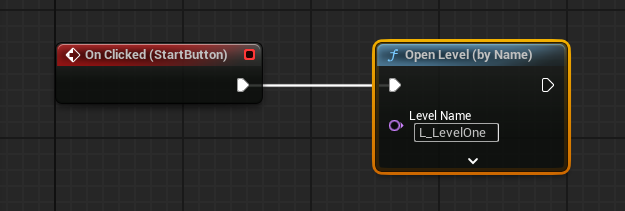 On Clicked (StartButton)
Open Level (by Name)
Level Name
L_LevelOne